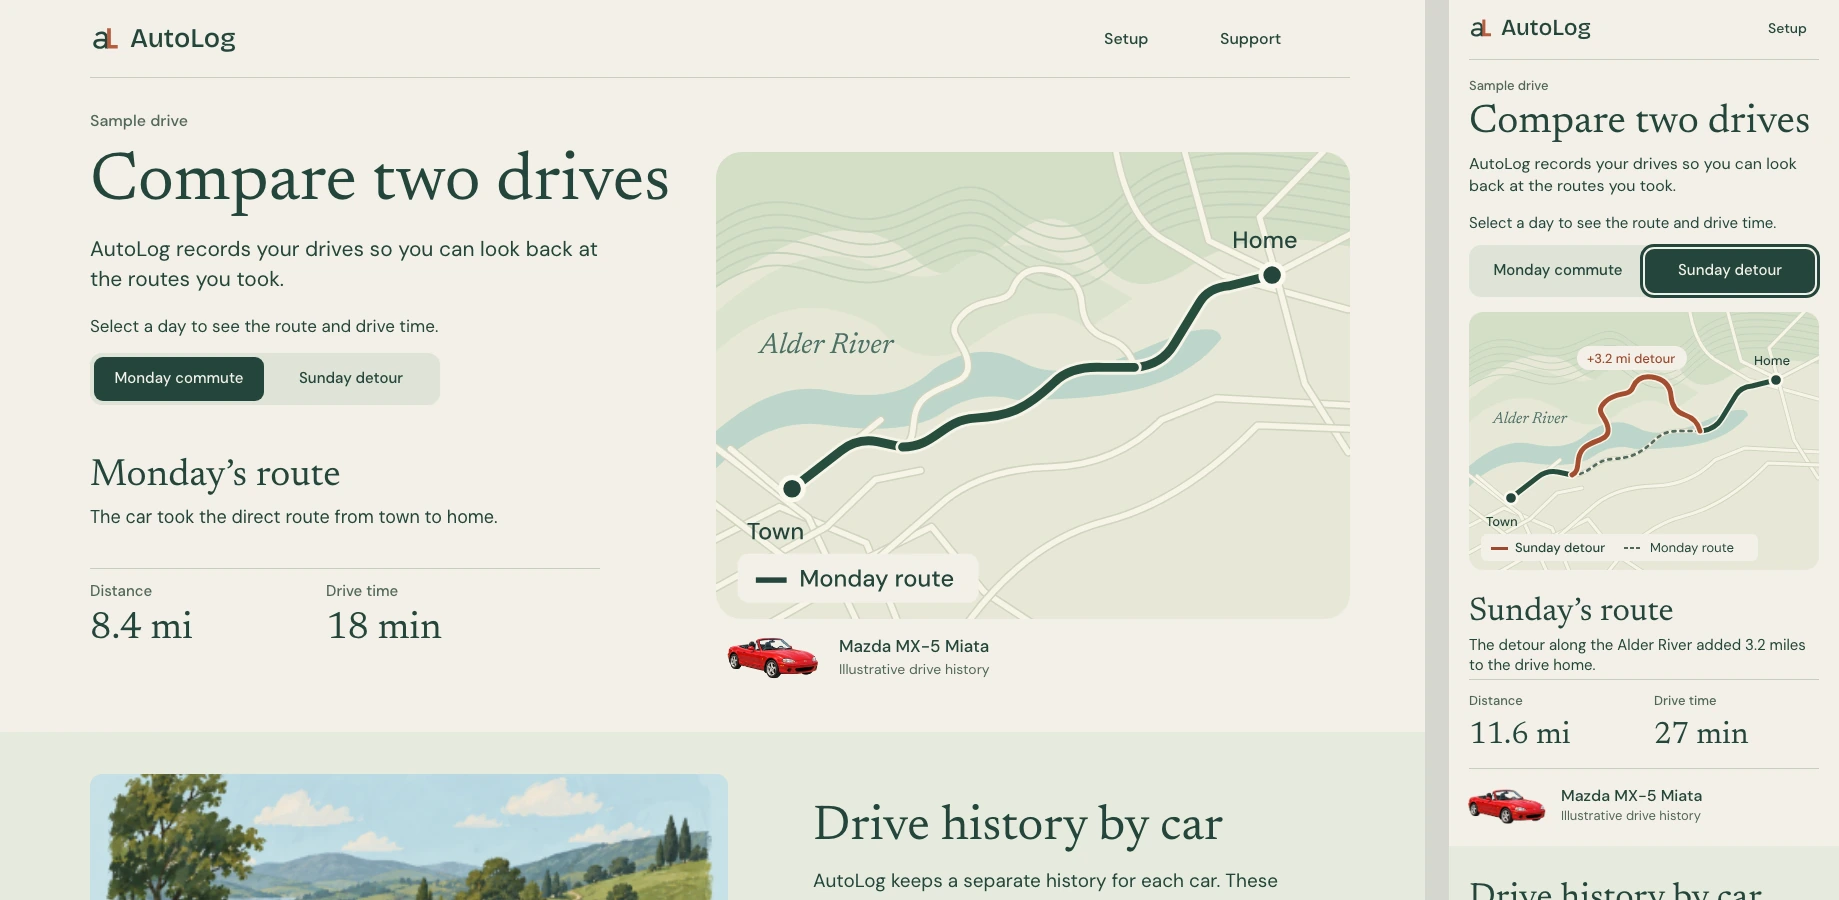 aL AutoLog
Setup
Support
Sample drive
Compare two drives
AutoLog records your drives so you can look back at
the routes you took.
Select a day to see the route and drive time.
Monday commute
Sunday detour
Monday’s route
The car took the direct route from town to home.
Distance
Drive time
8.4 mi
18 min
Home
Alder River
Town
Monday route
Mazda MX-5 Miata
Illustrative drive history
Drive history by car
AutoLog keeps a separate history for each car. These
aL AutoLog
Setup
Sample drive
Compare two drives
AutoLog records your drives so you can look
back at the routes you took.
Select a day to see the route and drive time.
Monday commute
Sunday detour
+3.2 mi detour
Home
Alder River
Town
Sunday detour
Monday route
Sunday’s route
The detour along the Alder River added 3.2 miles
to the drive home.
Distance
Drive time
11.6 mi
27 min
Mazda MX-5 Miata
Illustrative drive history
Drive history by car